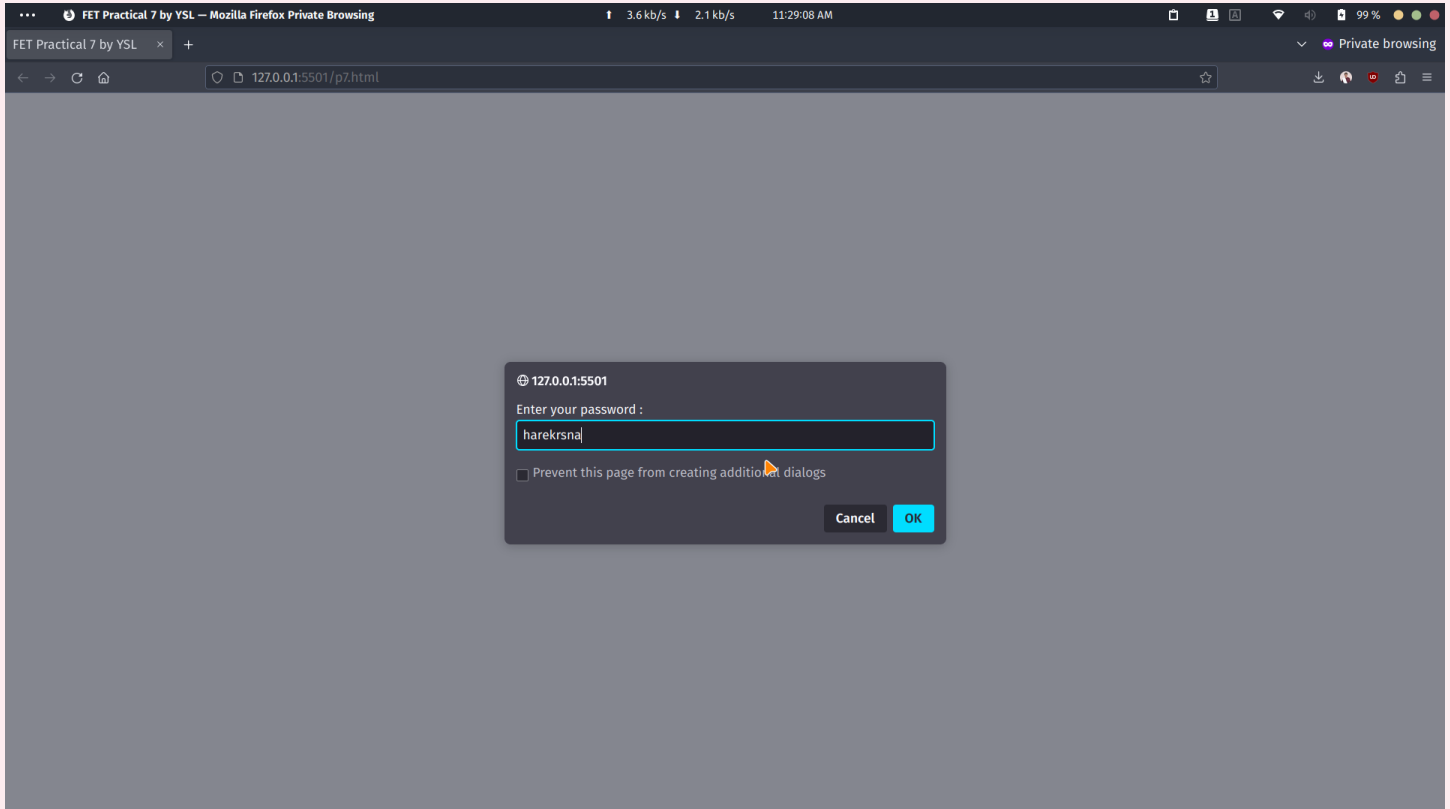 FET Practical 7 by YSL — Mozilla Firefox Private Browsing
3.6 kb/s 2.1 kb/s 11:29:08 AM
1 A 99 %
FET Practical 7 by YSL × +
Private browsing
127.0.0.1:5501/p7.html
127.0.0.1:5501
Enter your password :
harekrsna
Prevent this page from creating additional dialogs
Cancel OK